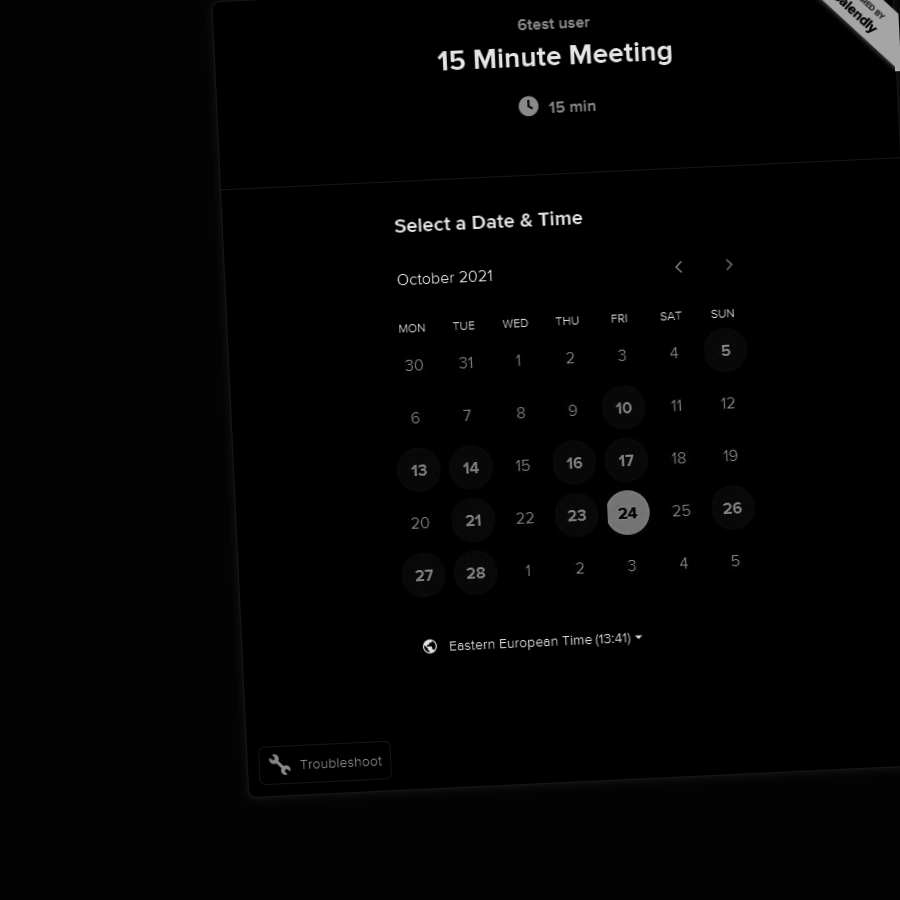 6test user
15 Minute Meeting
15 min
Select a Date & Time
October 2021
MON TUE WED THU FRI SAT SUN
30 31 1 2 3 4 5
6 7 8 9 10 11 12
13 14 15 16 17 18 19
20 21 22 23 24 25 26
27 28 1 2 3 4 5
Eastern European Time (13:41)
Troubleshoot